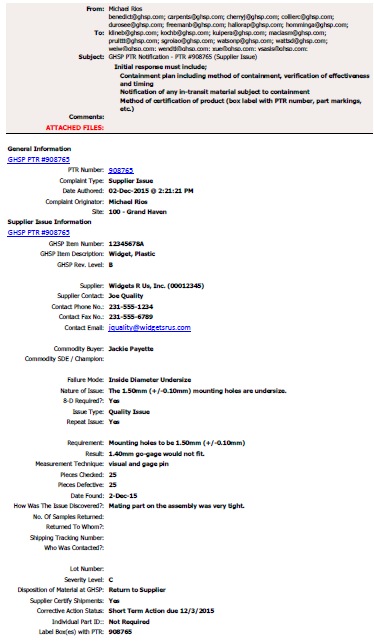 From: Michael Rios
benedict@ghsp.com; carpents@ghsp.com; cherryj@ghsp.com; collierc@ghsp.com;
durosee@ghsp.com; freemanb@ghsp.com; hallorap@ghsp.com; homminga@ghsp.com;
To: klineb@ghsp.com; kochb@ghsp.com; kuipera@ghsp.com; maciasm@ghsp.com;
pruittt@ghsp.com; sgroiao@ghsp.com; watsonp@ghsp.com; wattsd@ghsp.com;
weiw@ghsp.com; wendtl@ghsp.com; xue@ghsp.com; vsasis@ghsp.com;
Subject: GHSP PTR Notification - PTR #908765 (Supplier Issue)
Initial response must include;
Containment plan including method of containment, verification of effectiveness
and timing
Notification of any in-transit material subject to containment
Method of certification of product (box label with PTR number, part markings,
etc.)
Comments:
ATTACHED FILES:
General Information
GHSP PTR #908765
PTR Number: 908765
Complaint Type: Supplier Issue
Date Authored: 02-Dec-2015 @ 2:21:21 PM
Complaint Originator: Michael Rios
Site: 100 - Grand Haven
Supplier Issue Information
GHSP PTR #908765
GHSP Item Number: 12345678A
GHSP Item Description: Widget, Plastic
GHSP Rev. Level: B
Supplier: Widgets R Us, Inc. (00012345)
Supplier Contact: Joe Quality
Contact Phone No.: 231-555-1234
Contact Fax No.: 231-555-6789
Contact Email: jquality@widgetsrus.com
Commodity Buyer: Jackie Payette
Commodity SDE / Champion:
Failure Mode: Inside Diameter Undersize
Nature of Issue: The 1.50mm (+/-0.10mm) mounting holes are undersize.
8-D Required?: Yes
Issue Type: Quality Issue
Repeat Issue: Yes
Requirement: Mounting holes to be 1.50mm (+/-0.10mm)
Result: 1.40mm go-gage would not fit.
Measurement Technique: visual and gage pin
Pieces Checked: 25
Pieces Defective: 25
Date Found: 2-Dec-15
How Was The Issue Discovered?: Mating part on the assembly was very tight.
No. Of Samples Returned:
Returned To Whom?:
Shipping Tracking Number:
Who Was Contacted?:
Lot Number:
Severity Level: C
Disposition of Material at GHSP: Return to Supplier
Supplier Certify Shipments: Yes
Corrective Action Status: Short Term Action due 12/3/2015
Individual Part ID:: Not Required
Label Box(es) with PTR: 908765